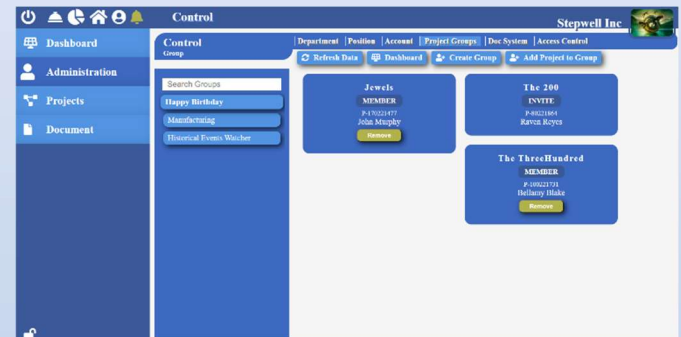 Control
Stepwell Inc
Dashboard
Administration
Projects
Document
Control
Group
Department | Position | Account | Project Groups | Doc System | Access Control
Refresh Data Dashboard Create Group Add Project to Group
Search Groups
Happy Birthday
Manufacturing
Historical Events Watcher
Jewels
MEMBER
P-170221477
John Murphy
Remove
The 200
INVITE
P-80221864
Raven Reyes
The ThreeHundred
MEMBER
P-100221731
Bellamy Blake
Remove